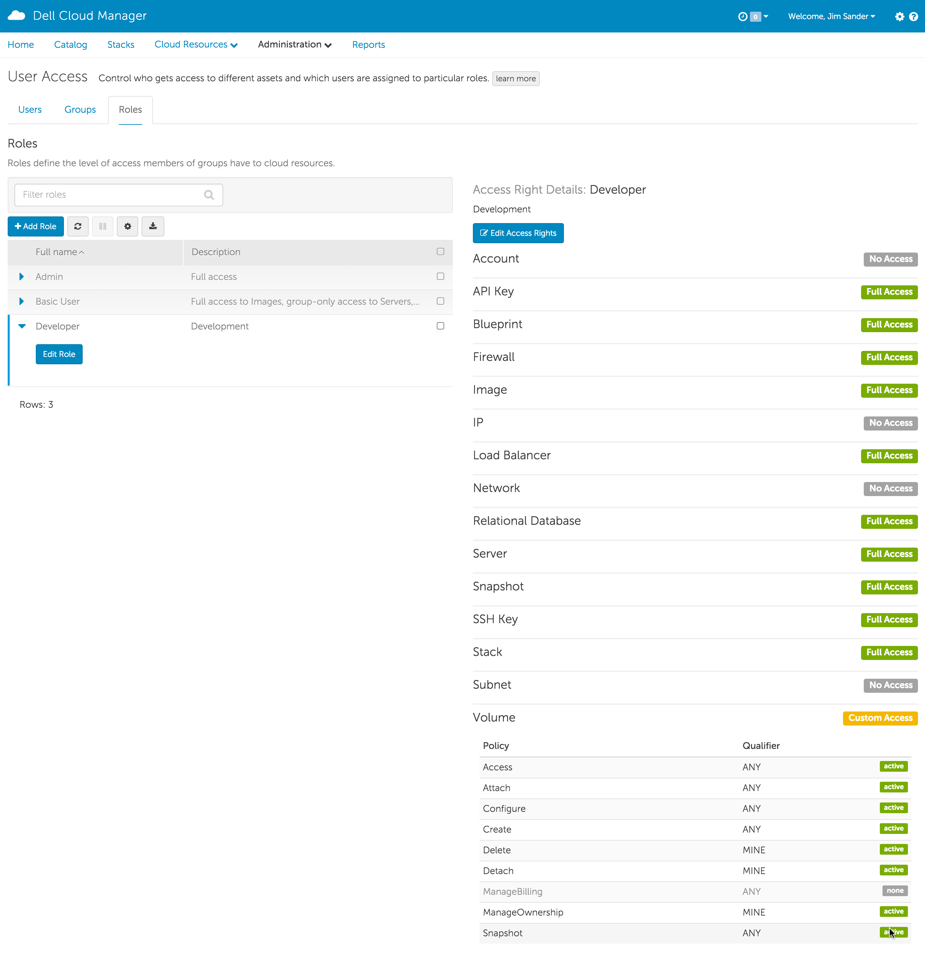 Dell Cloud Manager
0
Welcome, Jim Sander
Home Catalog Stacks Cloud Resources Administration Reports
User Access Control who gets access to different assets and which users are assigned to particular roles. learn more
Users Groups Roles
Roles
Roles define the level of access members of groups have to cloud resources.
Filter roles
+ Add Role
Full name Description
Admin Full access
Basic User Full access to Images, group-only access to Servers,...
Developer Development
Edit Role
Rows: 3
Access Right Details: Developer
Development
Edit Access Rights
Account No Access
API Key Full Access
Blueprint Full Access
Firewall Full Access
Image Full Access
IP No Access
Load Balancer Full Access
Network No Access
Relational Database Full Access
Server Full Access
Snapshot Full Access
SSH Key Full Access
Stack Full Access
Subnet No Access
Volume Custom Access
Policy Qualifier
Access ANY active
Attach ANY active
Configure ANY active
Create ANY active
Delete MINE active
Detach MINE active
ManageBilling ANY none
ManageOwnership MINE active
Snapshot ANY active